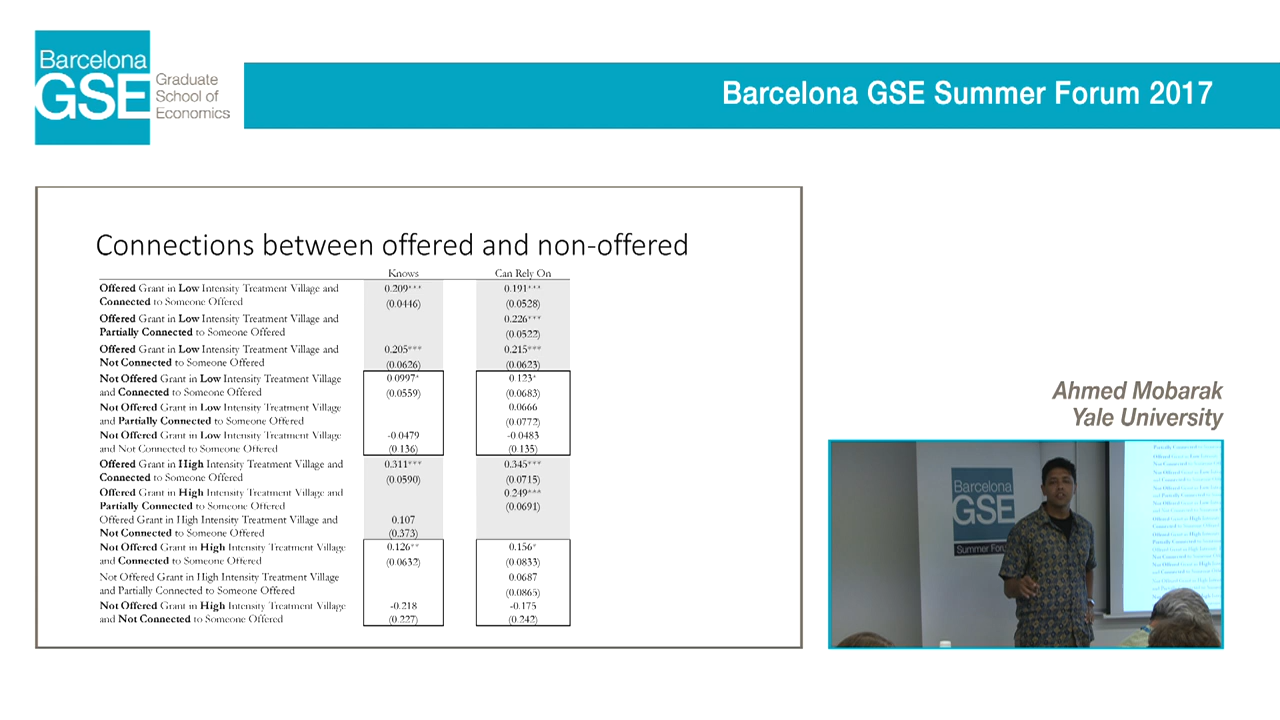 Barcelona
GSE
Graduate
School of
Economics
Barcelona GSE Summer Forum 2017
Connections between offered and non-offered
Knows Can Rely On
Offered Grant in Low Intensity Treatment Village and 0.209*** 0.191***
Connected to Someone Offered (0.0446) (0.0528)
Offered Grant in Low Intensity Treatment Village and 0.226***
Partially Connected to Someone Offered (0.0522)
Offered Grant in Low Intensity Treatment Village and 0.205*** 0.215***
Not Connected to Someone Offered (0.0626) (0.0623)
Not Offered Grant in Low Intensity Treatment Village 0.0997* 0.123*
and Connected to Someone Offered (0.0559) (0.0683)
Not Offered Grant in Low Intensity Treatment Village 0.0666
and Partially Connected to Someone Offered (0.0772)
Not Offered Grant in Low Intensity Treatment Village -0.0479 -0.0483
and Not Connected to Someone Offered (0.136) (0.135)
Offered Grant in High Intensity Treatment Village and 0.311*** 0.345***
Connected to Someone Offered (0.0590) (0.0715)
Offered Grant in High Intensity Treatment Village and 0.249***
Partially Connected to Someone Offered (0.0691)
Offered Grant in High Intensity Treatment Village and 0.107
Not Connected to Someone Offered (0.373)
Not Offered Grant in High Intensity Treatment Village 0.126** 0.156*
and Connected to Someone Offered (0.0632) (0.0833)
Not Offered Grant in High Intensity Treatment Village 0.0687
and Partially Connected to Someone Offered (0.0865)
Not Offered Grant in High Intensity Treatment Village -0.218 -0.175
and Not Connected to Someone Offered (0.227) (0.242)
Ahmed Mobarak
Yale University
Barcelona
GSE
Summer